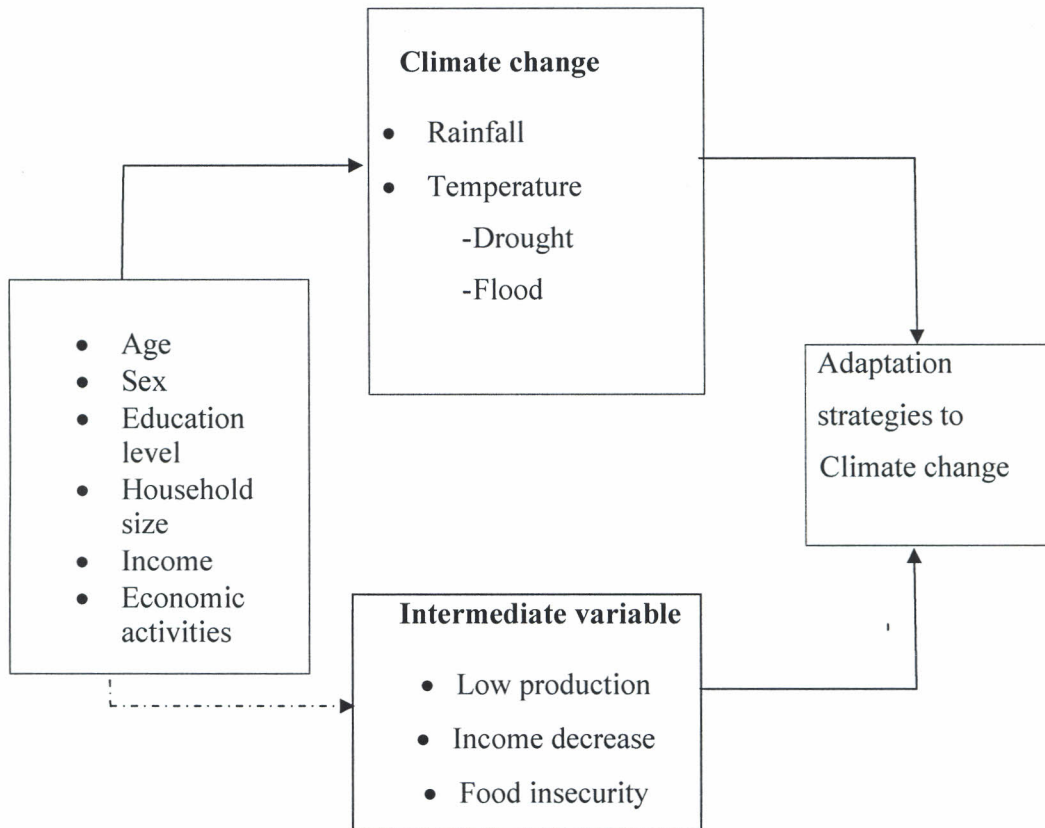 Climate change
• Rainfall
• Temperature
-Drought
-Flood
• Age
• Sex
• Education
level
• Household
size
• Income
• Economic
activities
Adaptation
strategies to
Climate change
Intermediate variable
• Low production
• Income decrease
• Food insecurity